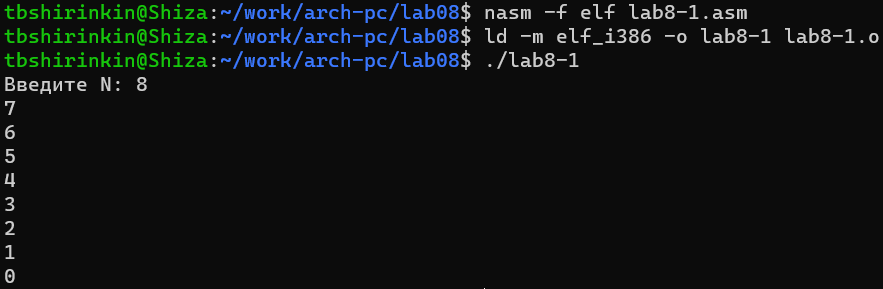 tbshirinkin@Shiza:~/work/arch-pc/lab08$ nasm -f elf lab8-1.asm
tbshirinkin@Shiza:~/work/arch-pc/lab08$ ld -m elf_i386 -o lab8-1 lab8-1.o
tbshirinkin@Shiza:~/work/arch-pc/lab08$ ./lab8-1
Введите N: 8
7
6
5
4
3
2
1
0